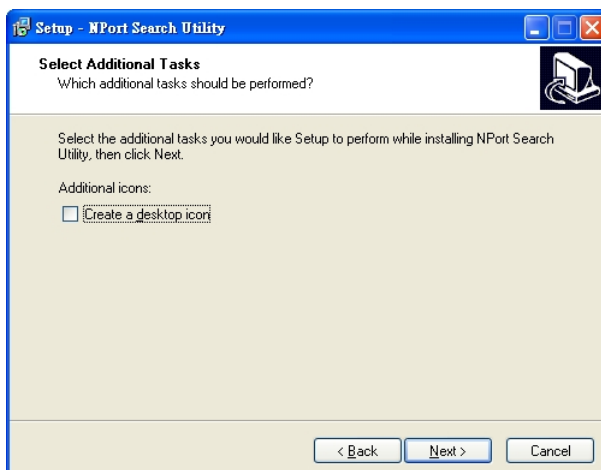 Setup - NPort Search Utility
Select Additional Tasks
Which additional tasks should be performed?
Select the additional tasks you would like Setup to perform while installing NPort Search
Utility, then click Next.
Additional icons:
Create a desktop icon
< Back
Next >
Cancel